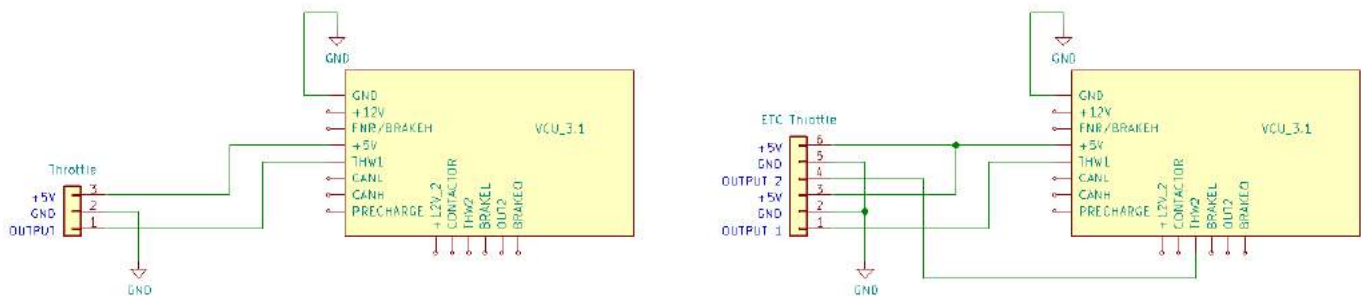 GND
GND
+12V
FNR/BRAKEH
VCU_3.1
+5V
THW1
CANL
CANH
PRECHARGE
+12V_2
CONTACTOR
THW2
BRAKEL
OUT2
BRAKEO
Throttle
+5V 3
GND 2
OUTPUT 1
GND
GND
GND
+12V
FNR/BRAKEH
VCU_3.1
+5V
THW1
CANL
CANH
PRECHARGE
+12V_2
CONTACTOR
THW2
BRAKEL
OUT2
BRAKEO
ETC Throttle
+5V 6
GND 5
OUTPUT 2 4
+5V 3
GND 2
OUTPUT 1 1
GND